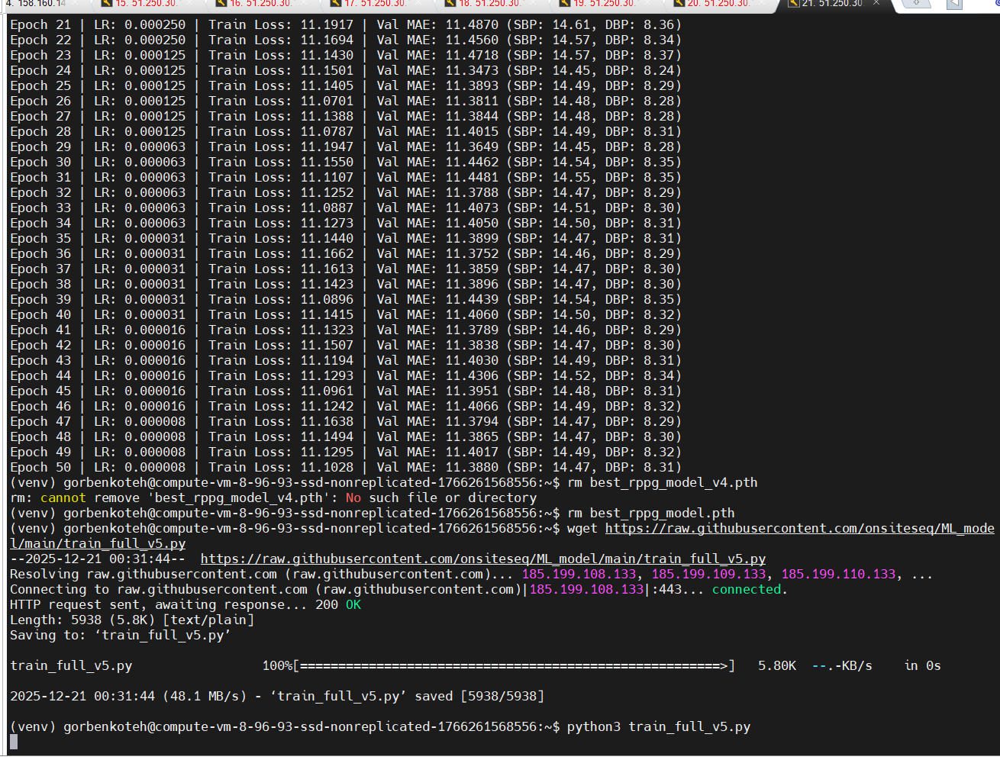 4. 158.160.14
15. 51.250.30.
16. 51.250.30.
17. 51.250.30.
18. 51.250.30.
19. 51.250.30.
20. 51.250.30.
21. 51.250.30
Epoch 21 | LR: 0.000250 | Train Loss: 11.1917 | Val MAE: 11.4870 (SBP: 14.61, DBP: 8.36)
Epoch 22 | LR: 0.000250 | Train Loss: 11.1694 | Val MAE: 11.4560 (SBP: 14.57, DBP: 8.34)
Epoch 23 | LR: 0.000125 | Train Loss: 11.1430 | Val MAE: 11.4718 (SBP: 14.57, DBP: 8.37)
Epoch 24 | LR: 0.000125 | Train Loss: 11.1501 | Val MAE: 11.3473 (SBP: 14.45, DBP: 8.24)
Epoch 25 | LR: 0.000125 | Train Loss: 11.1405 | Val MAE: 11.3893 (SBP: 14.49, DBP: 8.29)
Epoch 26 | LR: 0.000125 | Train Loss: 11.0701 | Val MAE: 11.3811 (SBP: 14.48, DBP: 8.28)
Epoch 27 | LR: 0.000125 | Train Loss: 11.1388 | Val MAE: 11.3844 (SBP: 14.48, DBP: 8.28)
Epoch 28 | LR: 0.000125 | Train Loss: 11.0787 | Val MAE: 11.4015 (SBP: 14.49, DBP: 8.31)
Epoch 29 | LR: 0.000063 | Train Loss: 11.1947 | Val MAE: 11.3649 (SBP: 14.45, DBP: 8.28)
Epoch 30 | LR: 0.000063 | Train Loss: 11.1550 | Val MAE: 11.4462 (SBP: 14.54, DBP: 8.35)
Epoch 31 | LR: 0.000063 | Train Loss: 11.1107 | Val MAE: 11.4481 (SBP: 14.55, DBP: 8.35)
Epoch 32 | LR: 0.000063 | Train Loss: 11.1252 | Val MAE: 11.3788 (SBP: 14.47, DBP: 8.29)
Epoch 33 | LR: 0.000063 | Train Loss: 11.0887 | Val MAE: 11.4073 (SBP: 14.51, DBP: 8.30)
Epoch 34 | LR: 0.000063 | Train Loss: 11.1273 | Val MAE: 11.4050 (SBP: 14.50, DBP: 8.31)
Epoch 35 | LR: 0.000031 | Train Loss: 11.1440 | Val MAE: 11.3899 (SBP: 14.47, DBP: 8.31)
Epoch 36 | LR: 0.000031 | Train Loss: 11.1662 | Val MAE: 11.3752 (SBP: 14.46, DBP: 8.29)
Epoch 37 | LR: 0.000031 | Train Loss: 11.1613 | Val MAE: 11.3859 (SBP: 14.47, DBP: 8.30)
Epoch 38 | LR: 0.000031 | Train Loss: 11.1423 | Val MAE: 11.3896 (SBP: 14.47, DBP: 8.30)
Epoch 39 | LR: 0.000031 | Train Loss: 11.0896 | Val MAE: 11.4439 (SBP: 14.54, DBP: 8.35)
Epoch 40 | LR: 0.000031 | Train Loss: 11.1415 | Val MAE: 11.4060 (SBP: 14.50, DBP: 8.32)
Epoch 41 | LR: 0.000016 | Train Loss: 11.1323 | Val MAE: 11.3789 (SBP: 14.46, DBP: 8.29)
Epoch 42 | LR: 0.000016 | Train Loss: 11.1507 | Val MAE: 11.3838 (SBP: 14.47, DBP: 8.30)
Epoch 43 | LR: 0.000016 | Train Loss: 11.1194 | Val MAE: 11.4030 (SBP: 14.49, DBP: 8.31)
Epoch 44 | LR: 0.000016 | Train Loss: 11.1293 | Val MAE: 11.4306 (SBP: 14.52, DBP: 8.34)
Epoch 45 | LR: 0.000016 | Train Loss: 11.0961 | Val MAE: 11.3951 (SBP: 14.48, DBP: 8.31)
Epoch 46 | LR: 0.000016 | Train Loss: 11.1242 | Val MAE: 11.4066 (SBP: 14.49, DBP: 8.32)
Epoch 47 | LR: 0.000008 | Train Loss: 11.1638 | Val MAE: 11.3794 (SBP: 14.47, DBP: 8.29)
Epoch 48 | LR: 0.000008 | Train Loss: 11.1494 | Val MAE: 11.3865 (SBP: 14.47, DBP: 8.30)
Epoch 49 | LR: 0.000008 | Train Loss: 11.1295 | Val MAE: 11.4017 (SBP: 14.49, DBP: 8.32)
Epoch 50 | LR: 0.000008 | Train Loss: 11.1028 | Val MAE: 11.3880 (SBP: 14.47, DBP: 8.31)
(venv) gorbenkoteh@compute-vm-8-96-93-ssd-nonreplicated-1766261568556:~$ rm best_rppg_model_v4.pth
rm: cannot remove 'best_rppg_model_v4.pth': No such file or directory
(venv) gorbenkoteh@compute-vm-8-96-93-ssd-nonreplicated-1766261568556:~$ rm best_rppg_model.pth
(venv) gorbenkoteh@compute-vm-8-96-93-ssd-nonreplicated-1766261568556:~$ wget https://raw.githubusercontent.com/onsiteseq/ML_mode
l/main/train_full_v5.py
--2025-12-21 00:31:44--  https://raw.githubusercontent.com/onsiteseq/ML_model/main/train_full_v5.py
Resolving raw.githubusercontent.com (raw.githubusercontent.com)... 185.199.108.133, 185.199.109.133, 185.199.110.133, ...
Connecting to raw.githubusercontent.com (raw.githubusercontent.com)|185.199.108.133|:443... connected.
HTTP request sent, awaiting response... 200 OK
Length: 5938 (5.8K) [text/plain]
Saving to: ‘train_full_v5.py’
train_full_v5.py 100%[=======================================================>] 5.80K --.-KB/s in 0s
2025-12-21 00:31:44 (48.1 MB/s) - ‘train_full_v5.py’ saved [5938/5938]
(venv) gorbenkoteh@compute-vm-8-96-93-ssd-nonreplicated-1766261568556:~$ python3 train_full_v5.py